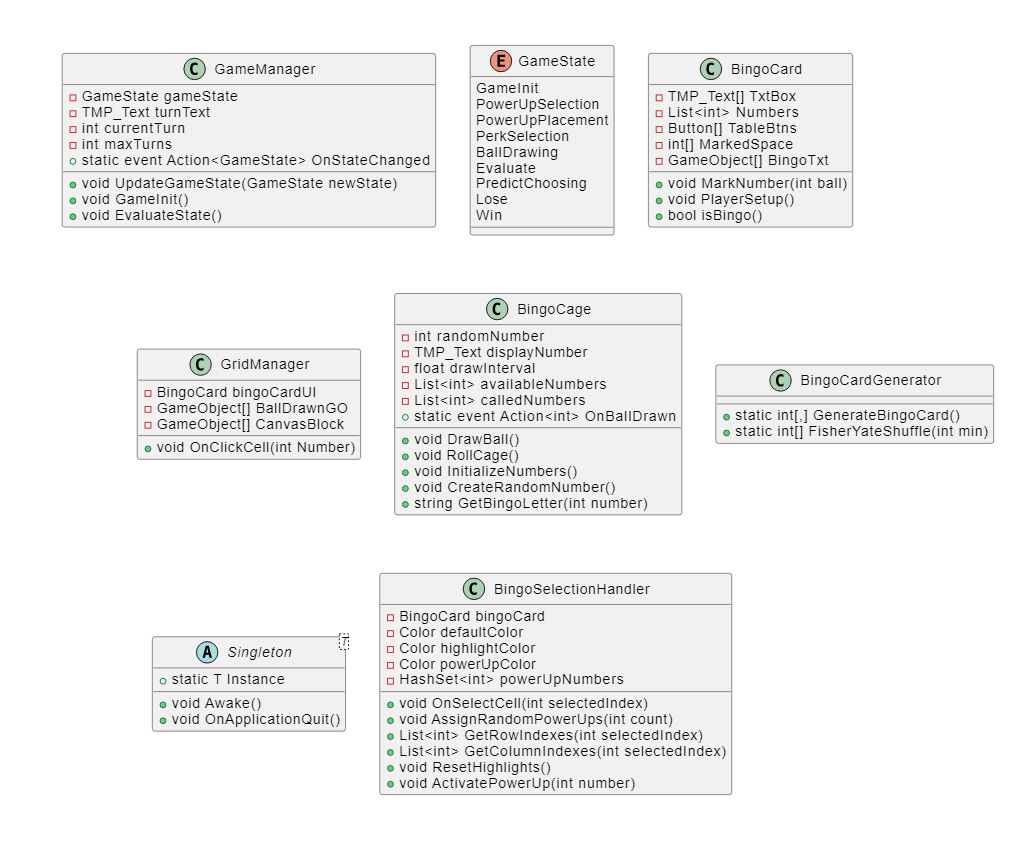 C GameManager
GameState gameState
TMP_Text turnText
int currentTurn
int maxTurns
static event Action<GameState> OnStateChanged
void UpdateGameState(GameState newState)
void GameInit()
void EvaluateState()
E GameState
GameInit
PowerUpSelection
PowerUpPlacement
PerkSelection
BallDrawing
Evaluate
PredictChoosing
Lose
Win
C BingoCard
TMP_Text[] TxtBox
List<int> Numbers
Button[] TableBtns
int[] MarkedSpace
GameObject[] BingoTxt
void MarkNumber(int ball)
void PlayerSetup()
bool isBingo()
C GridManager
BingoCard bingoCardUI
GameObject[] BallDrawnGO
GameObject[] CanvasBlock
void OnClickCell(int Number)
C BingoCage
int randomNumber
TMP_Text displayNumber
float drawInterval
List<int> availableNumbers
List<int> calledNumbers
static event Action<int> OnBallDrawn
void DrawBall()
void RollCage()
void InitializeNumbers()
void CreateRandomNumber()
string GetBingoLetter(int number)
C BingoCardGenerator
static int[,] GenerateBingoCard()
static int[] FisherYateShuffle(int min)
A Singleton
T
static T Instance
void Awake()
void OnApplicationQuit()
C BingoSelectionHandler
BingoCard bingoCard
Color defaultColor
Color highlightColor
Color powerUpColor
HashSet<int> powerUpNumbers
void OnSelectCell(int selectedIndex)
void AssignRandomPowerUps(int count)
List<int> GetRowIndexes(int selectedIndex)
List<int> GetColumnIndexes(int selectedIndex)
void ResetHighlights()
void ActivatePowerUp(int number)